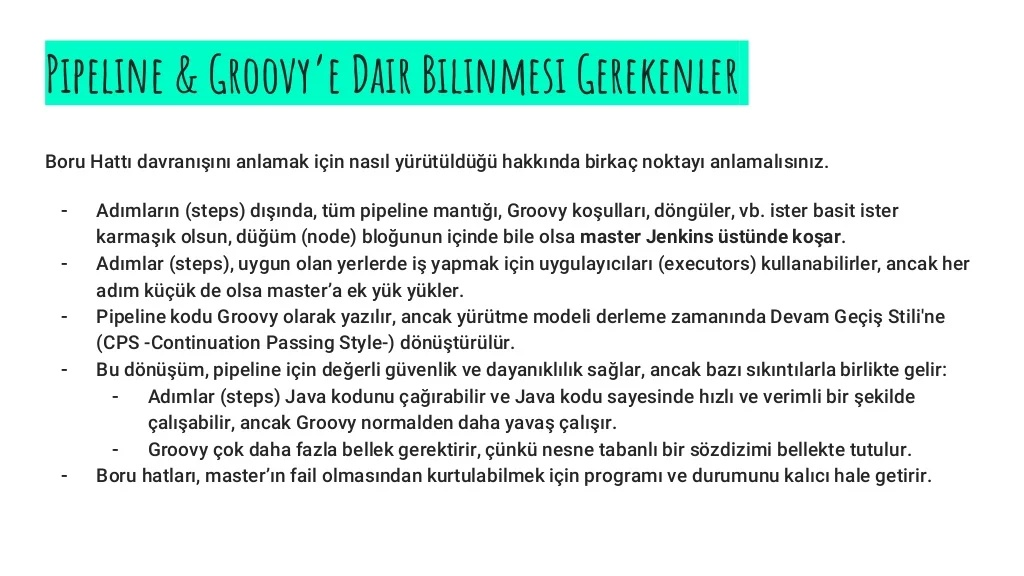 Pipeline & Groovy’e Dair Bilinmesi Gerekenler
Boru Hattı davranışını anlamak için nasıl yürütüldüğü hakkında birkaç noktayı anlamalısınız.
- Adımların (steps) dışında, tüm pipeline mantığı, Groovy koşulları, döngüler, vb. ister basit ister
karmaşık olsun, düğüm (node) bloğunun içinde bile olsa master Jenkins üstünde koşar.
- Adımlar (steps), uygun olan yerlerde iş yapmak için uygulayıcıları (executors) kullanabilirler, ancak her
adım küçük de olsa master’a ek yük yükler.
- Pipeline kodu Groovy olarak yazılır, ancak yürütme modeli derleme zamanında Devam Geçiş Stili'ne
(CPS -Continuation Passing Style-) dönüştürülür.
- Bu dönüşüm, pipeline için değerli güvenlik ve dayanıklılık sağlar, ancak bazı sıkıntılarla birlikte gelir:
- Adımlar (steps) Java kodunu çağırabilir ve Java kodu sayesinde hızlı ve verimli bir şekilde
çalışabilir, ancak Groovy normalden daha yavaş çalışır.
- Groovy çok daha fazla bellek gerektirir, çünkü nesne tabanlı bir sözdizimi bellekte tutulur.
- Boru hatları, master’ın fail olmasından kurtulabilmek için programı ve durumunu kalıcı hale getirir.